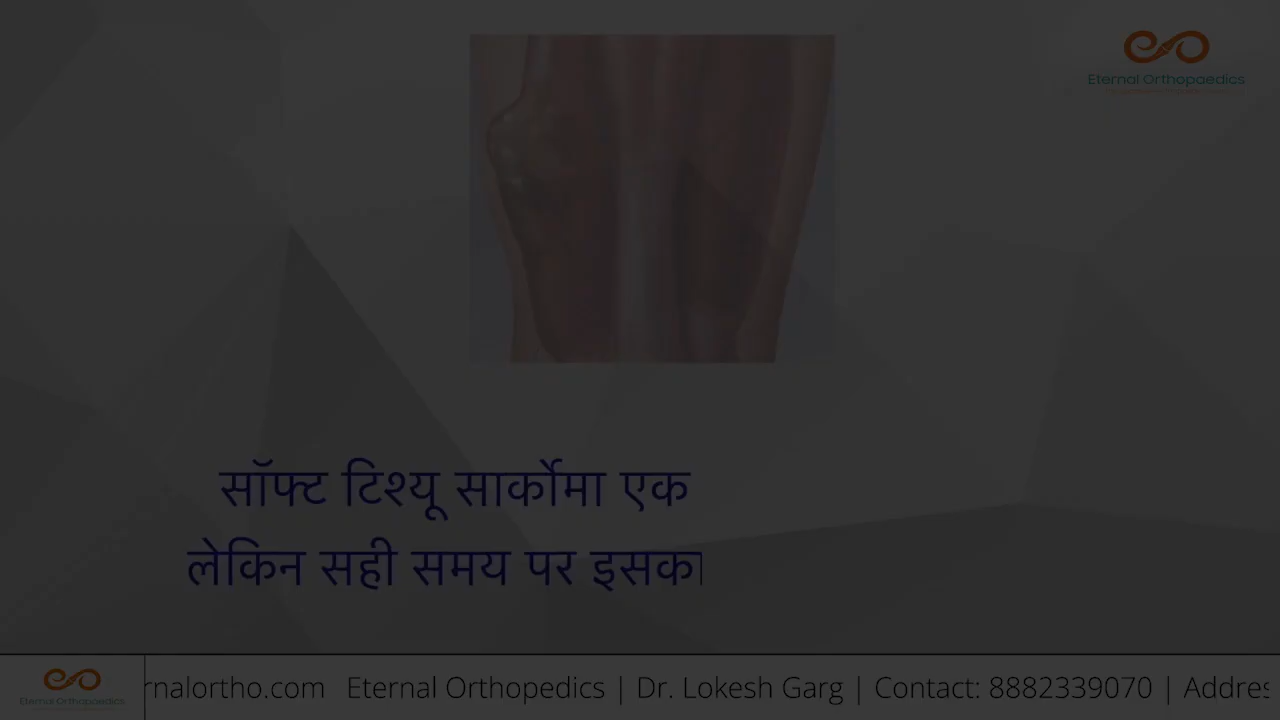 Eternal Orthopaedics
सॉफ्ट टिश्यू सार्कोमा एक
लेकिन सही समय पर इसका
Eternal Orthopaedics
rnalortho.com Eternal Orthopedics | Dr. Lokesh Garg | Contact: 8882339070 | Addres